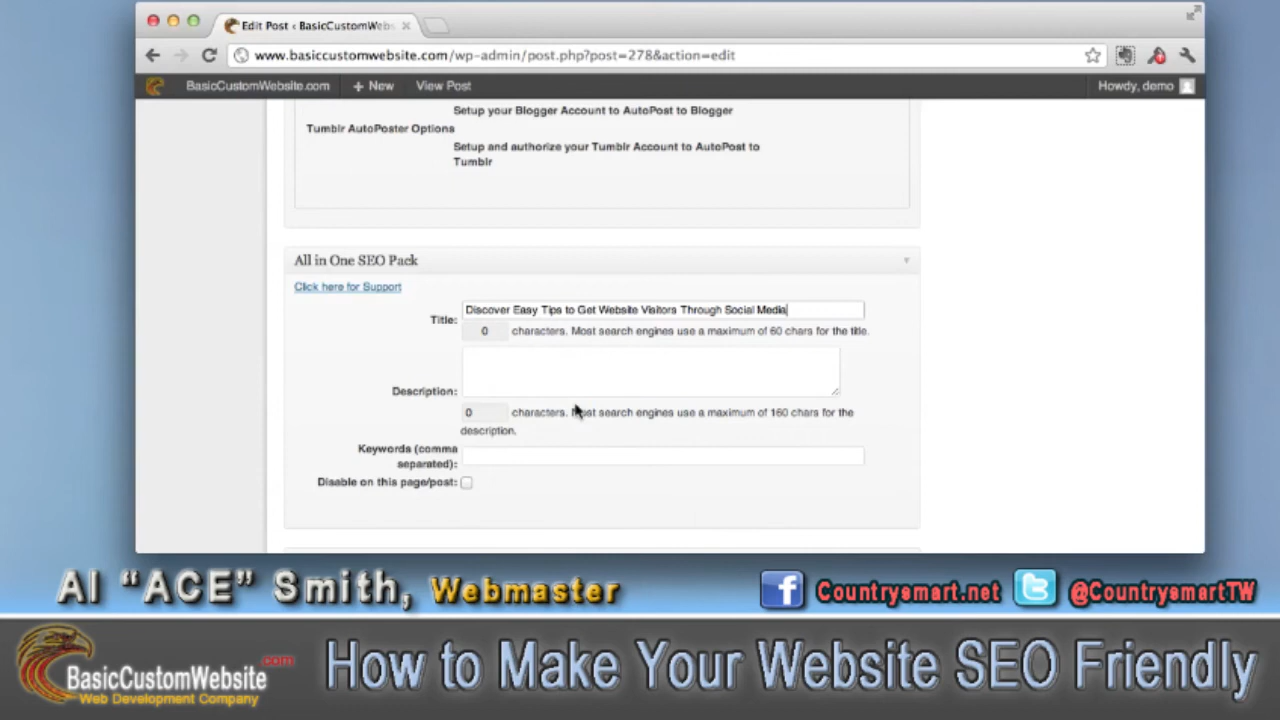 Edit Post ‹ BasicCustomWebs
www.basiccustomwebsite.com/wp-admin/post.php?post=278&action=edit
BasicCustomWebsite.com + New View Post Howdy, demo
Setup your Blogger Account to AutoPost to Blogger
Tumblr AutoPoster Options
Setup and authorize your Tumblr Account to AutoPost to
Tumblr
All in One SEO Pack
Click here for Support
Title: Discover Easy Tips to Get Website Visitors Through Social Media
0 characters. Most search engines use a maximum of 60 chars for the title.
Description:
0 characters. Most search engines use a maximum of 160 chars for the
description.
Keywords (comma
separated):
Disable on this page/post:
Al “ACE” Smith, Webmaster
f Countrysmart.net t @CountrysmartTW
BasicCustomWebsite.com
Web Development Company
How to Make Your Website SEO Friendly